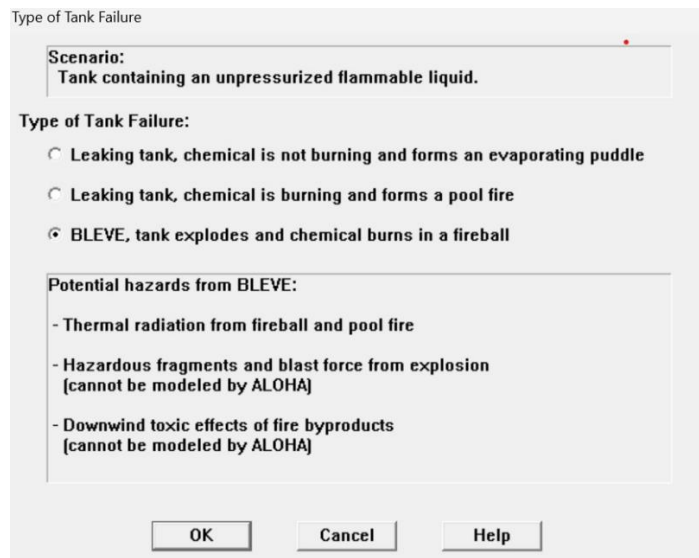 Type of Tank Failure
Scenario:
Tank containing an unpressurized flammable liquid.
Type of Tank Failure:
Leaking tank, chemical is not burning and forms an evaporating puddle
Leaking tank, chemical is burning and forms a pool fire
BLEVE, tank explodes and chemical burns in a fireball
Potential hazards from BLEVE:
- Thermal radiation from fireball and pool fire
- Hazardous fragments and blast force from explosion
(cannot be modeled by ALOHA)
- Downwind toxic effects of fire byproducts
(cannot be modeled by ALOHA)
OK Cancel Help